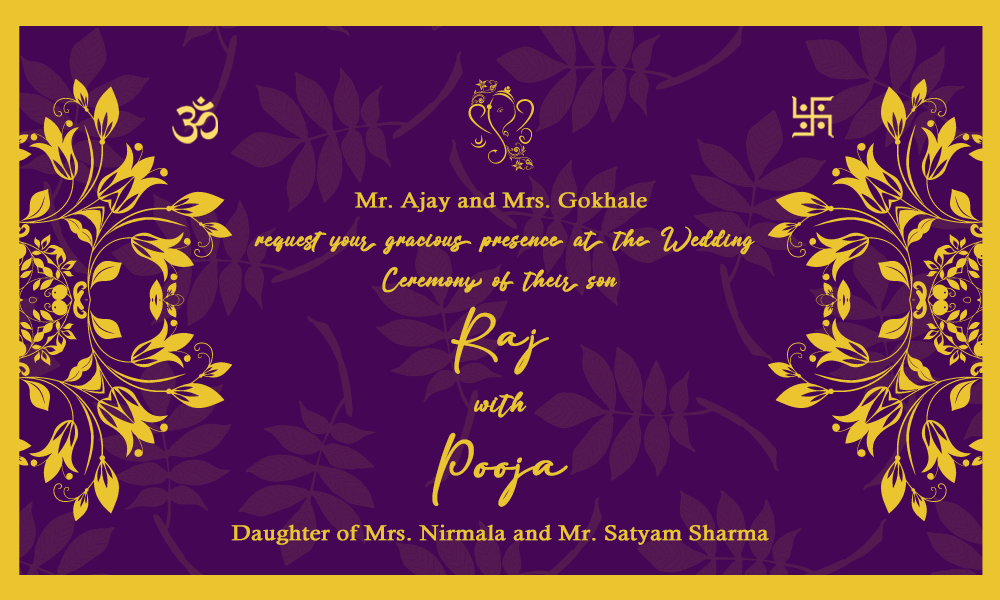 ॐ
Mr. Ajay and Mrs. Gokhale
request your gracious presence at the Wedding
Ceremony of their son
Raj
with
Pooja
Daughter of Mrs. Nirmala and Mr. Satyam Sharma